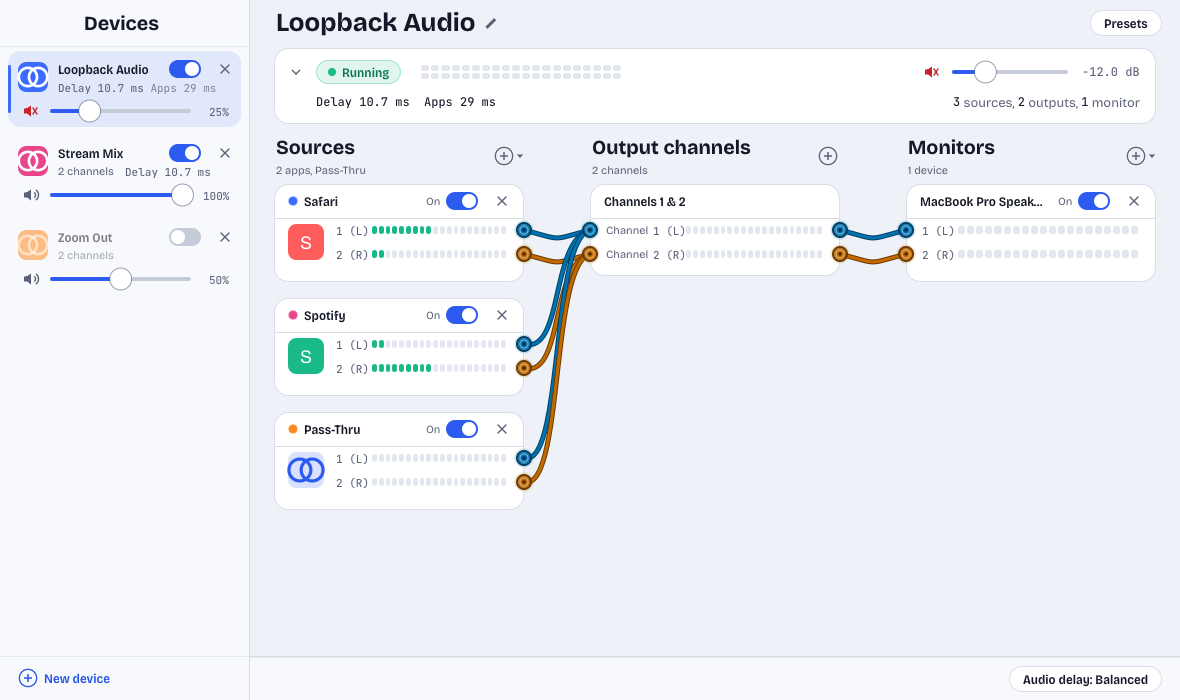 Devices
Loopback Audio
Delay 10.7 ms Apps 29 ms
25%
Stream Mix
2 channels Delay 10.7 ms
100%
Zoom Out
2 channels
50%
New device
Loopback Audio
Presets
Running
-12.0 dB
Delay 10.7 ms Apps 29 ms
3 sources, 2 outputs, 1 monitor
Sources
2 apps, Pass-Thru
Safari On
S
1 (L)
2 (R)
Spotify On
S
1 (L)
2 (R)
Pass-Thru On
1 (L)
2 (R)
Output channels
2 channels
Channels 1 & 2
Channel 1 (L)
Channel 2 (R)
Monitors
1 device
MacBook Pro Speak... On
1 (L)
2 (R)
Audio delay: Balanced